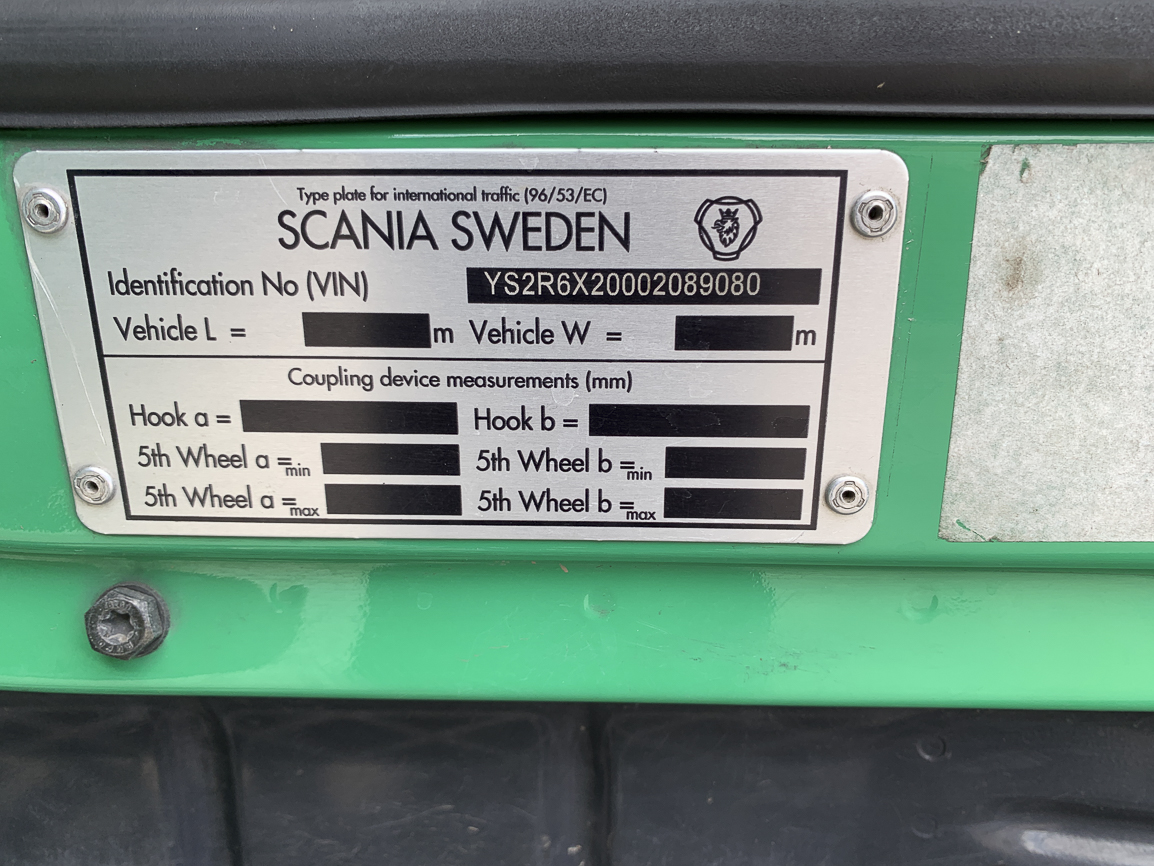 Type plate for international traffic (96/53/EC)
SCANIA SWEDEN
Identification No (VIN) YS2R6X20002089080
Vehicle L = m Vehicle W = m
Coupling device measurements (mm)
Hook a = Hook b =
5th Wheel a = min 5th Wheel b = min
5th Wheel a = max 5th Wheel b = max